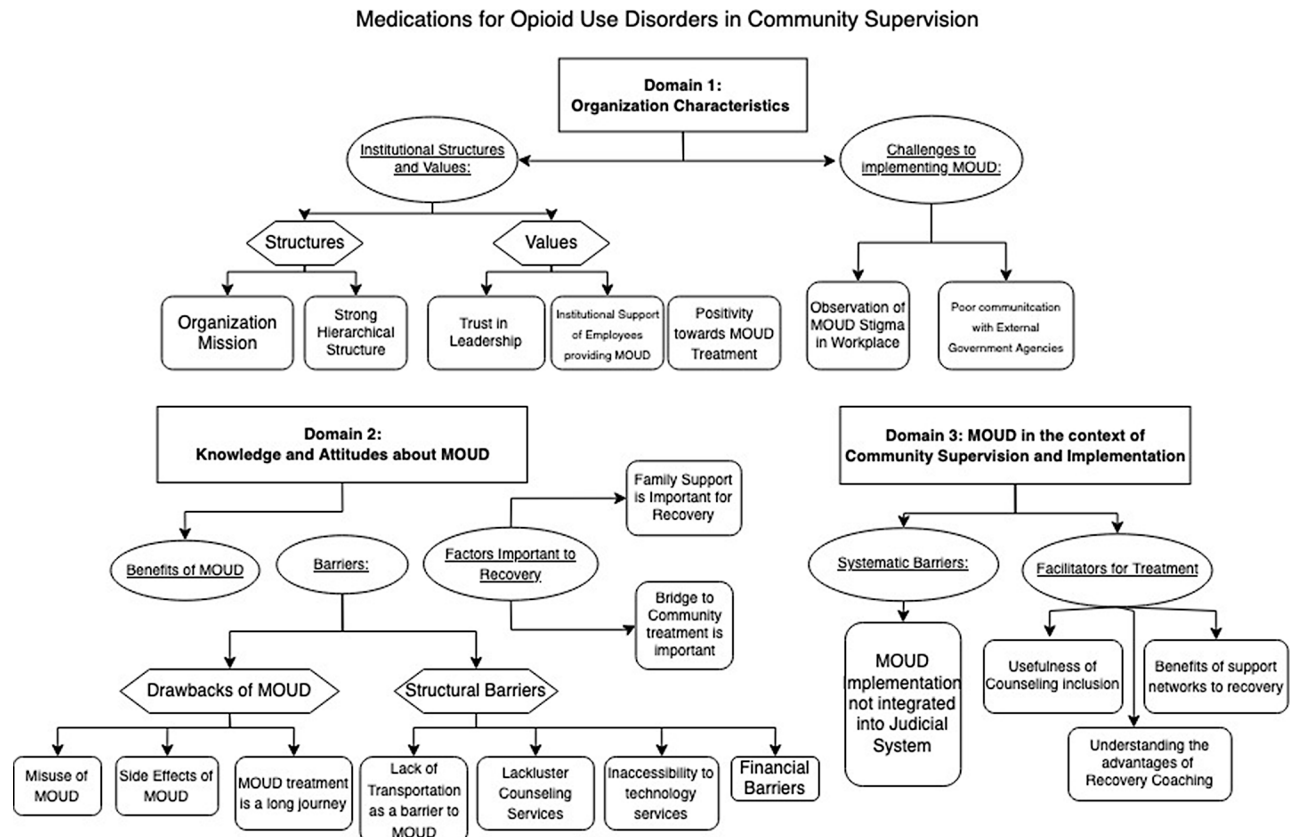 Medications for Opioid Use Disorders in Community Supervision
Domain 1:
Organization Characteristics
Institutional Structures
and Values:
Challenges to
implementing MOUD:
Structures
Values
Organization
Mission
Strong
Hierarchical
Structure
Trust in
Leadership
Institutional Support
of Employees
providing MOUD
Positivity
towards MOUD
Treatment
Observation of
MOUD Stigma
in Workplace
Poor communitcation
with External
Government Agencies
Domain 2:
Knowledge and Attitudes about MOUD
Benefits of MOUD
Barriers:
Factors Important to
Recovery
Family Support
is Important for
Recovery
Bridge to
Community
treatment is
important
Drawbacks of MOUD
Structural Barriers
Misuse of
MOUD
Side Effects of
MOUD
MOUD treatment
is a long journey
Lack of
Transportation
as a barrier to
MOUD
Lackluster
Counseling
Services
Inaccessibility to
technology
services
Financial
Barriers
Domain 3: MOUD in the context of
Community Supervision and Implementation
Systematic Barriers:
Facilitators for Treatment
MOUD
Implementation
not integrated
into Judicial
System
Usefulness of
Counseling inclusion
Benefits of support
networks to recovery
Understanding the
advantages of
Recovery Coaching